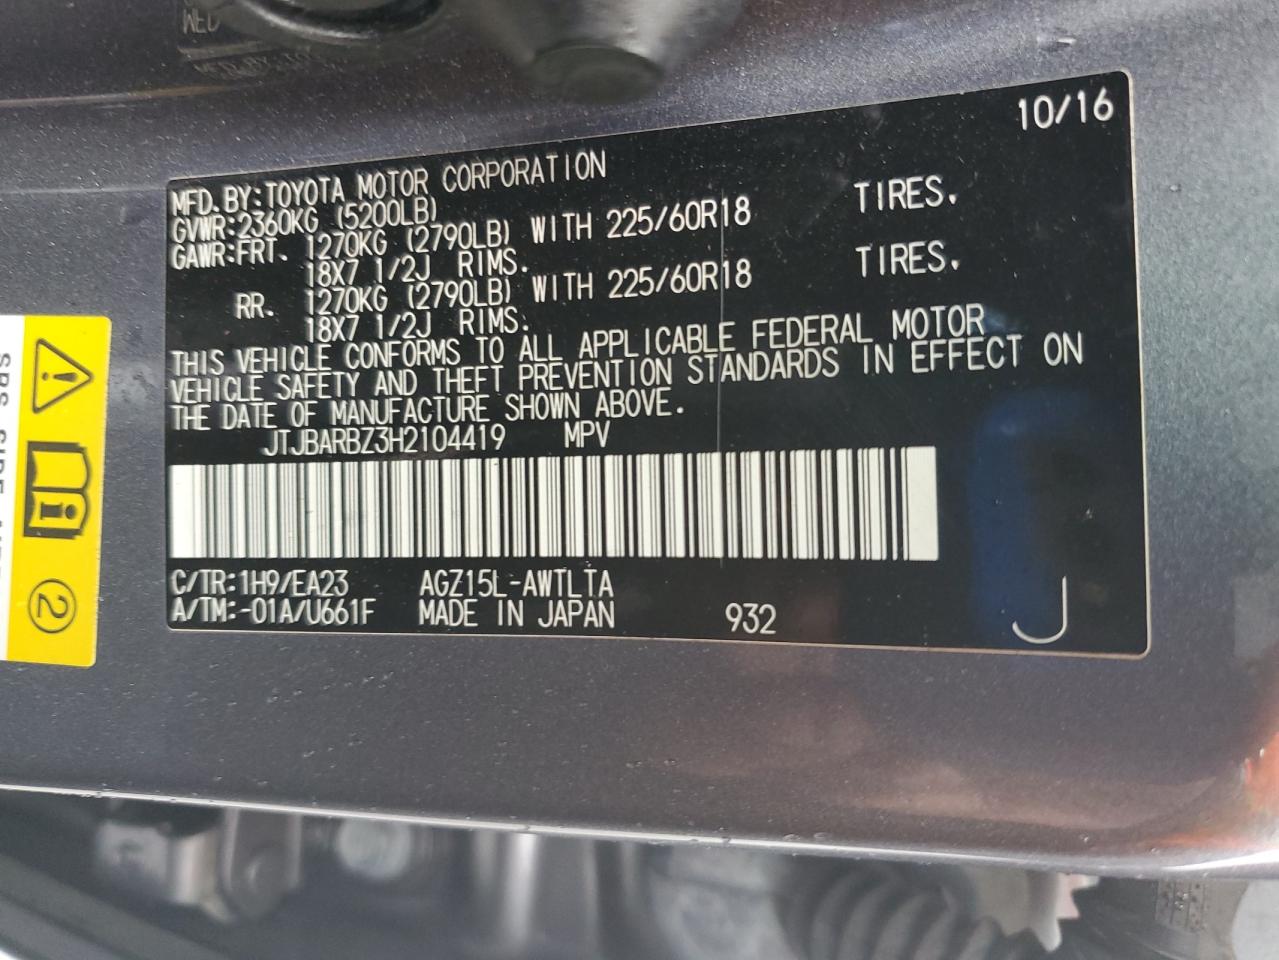 10/16
MFD.BY:TOYOTA MOTOR CORPORATION
GVWR:2360KG (5200LB)
GAWR:FRT. 1270KG (2790LB) WITH 225/60R18 TIRES.
18X7 1/2J RIMS.
RR. 1270KG (2790LB) WITH 225/60R18 TIRES.
18X7 1/2J RIMS.
THIS VEHICLE CONFORMS TO ALL APPLICABLE FEDERAL MOTOR
VEHICLE SAFETY AND THEFT PREVENTION STANDARDS IN EFFECT ON
THE DATE OF MANUFACTURE SHOWN ABOVE.
JTJBARBZ3H2104419 MPV
C/TR:1H9/EA23 AGZ15L-AWTLTA
A/TM:-01A/U661F MADE IN JAPAN 932 J
2